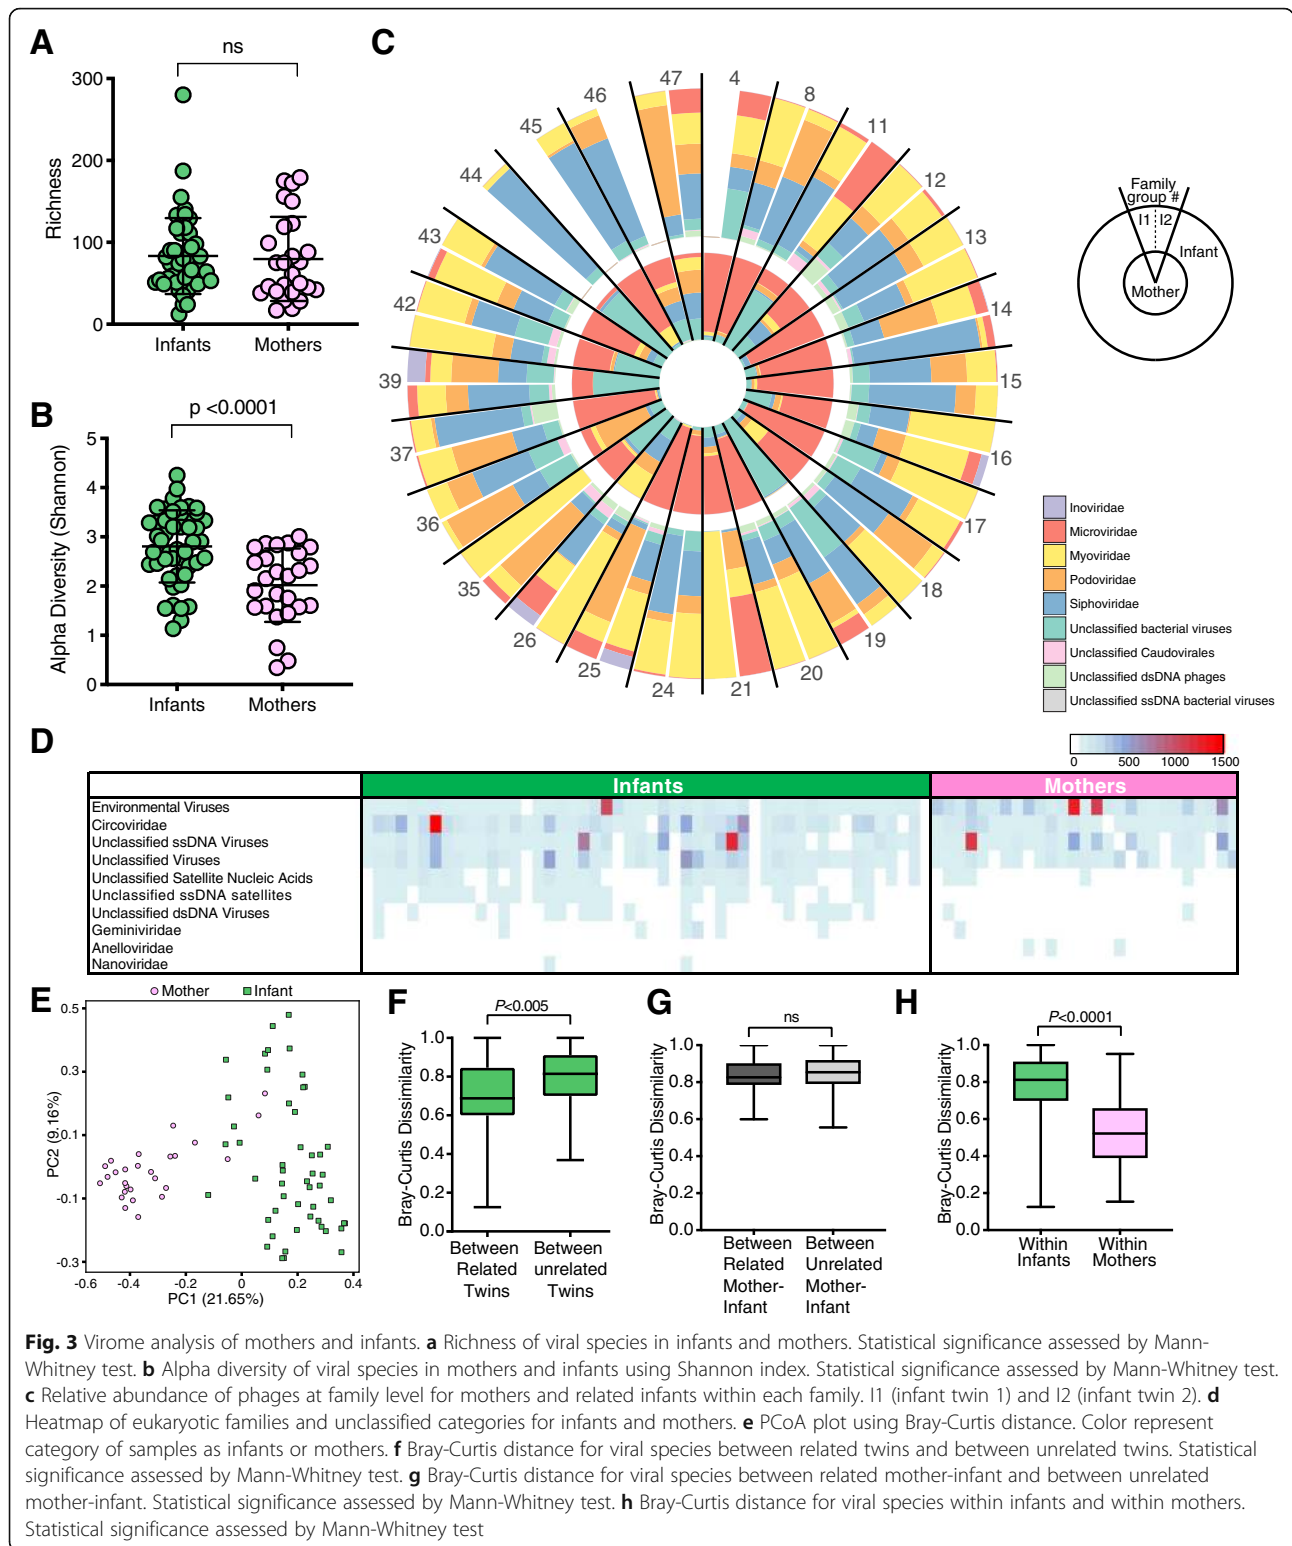 A
ns
300
200
100
0
Richness
Infants
Mothers
B
p <0.0001
5
4
3
2
1
0
Alpha Diversity (Shannon)
Infants
Mothers
C
4
8
11
12
13
14
15
16
17
18
19
20
21
24
25
26
35
36
37
39
42
43
44
45
46
47
Family
group #
I1 I2
Infant
Mother
Inoviridae
Microviridae
Myoviridae
Podoviridae
Siphoviridae
Unclassified bacterial viruses
Unclassified Caudovirales
Unclassified dsDNA phages
Unclassified ssDNA bacterial viruses
D
0 500 1000 1500
Infants
Mothers
Environmental Viruses
Circoviridae
Unclassified ssDNA Viruses
Unclassified Viruses
Unclassified Satellite Nucleic Acids
Unclassified ssDNA satellites
Unclassified dsDNA Viruses
Geminiviridae
Anelloviridae
Nanoviridae
E
Mother Infant
0.5
0.3
0.1
-0.1
-0.3
PC2 (9.16%)
-0.6 -0.4 -0.2 0 0.2 0.4
PC1 (21.65%)
F
P<0.005
1.0
0.8
0.6
0.4
0.2
0.0
Bray-Curtis Dissimilarity
Between
Related
Twins
Between
unrelated
Twins
G
ns
1.0
0.8
0.6
0.4
0.2
0.0
Bray-Curtis Dissimilarity
Between
Related
Mother-
Infant
Between
Unrelated
Mother-
Infant
H
P<0.0001
1.0
0.8
0.6
0.4
0.2
0.0
Bray-Curtis Dissimilarity
Within
Infants
Within
Mothers
Fig. 3 Virome analysis of mothers and infants. a Richness of viral species in infants and mothers. Statistical significance assessed by Mann-
Whitney test. b Alpha diversity of viral species in mothers and infants using Shannon index. Statistical significance assessed by Mann-Whitney test.
c Relative abundance of phages at family level for mothers and related infants within each family. I1 (infant twin 1) and I2 (infant twin 2). d
Heatmap of eukaryotic families and unclassified categories for infants and mothers. e PCoA plot using Bray-Curtis distance. Color represent
category of samples as infants or mothers. f Bray-Curtis distance for viral species between related twins and between unrelated twins. Statistical
significance assessed by Mann-Whitney test. g Bray-Curtis distance for viral species between related mother-infant and between unrelated
mother-infant. Statistical significance assessed by Mann-Whitney test. h Bray-Curtis distance for viral species within infants and within mothers.
Statistical significance assessed by Mann-Whitney test